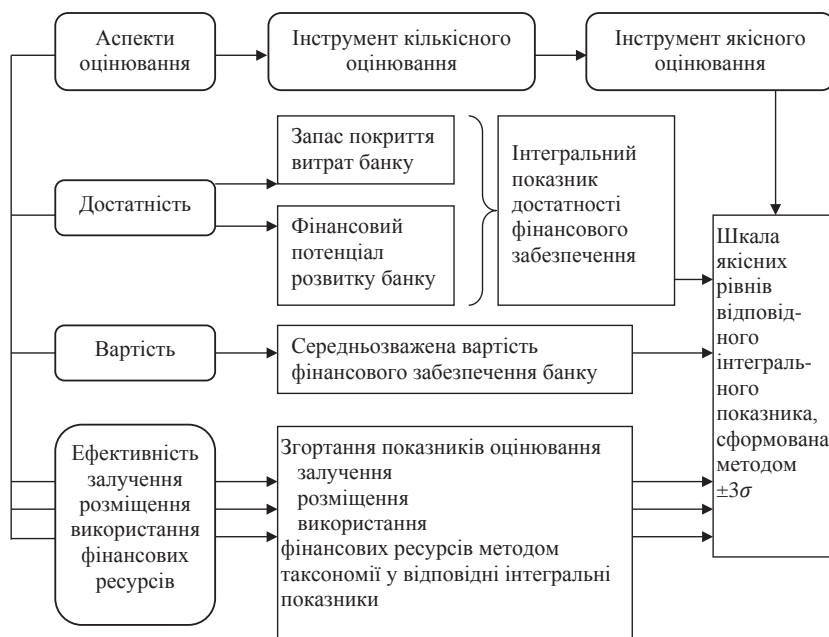 Аспекти
оцінювання
Інструмент кількісного
оцінювання
Інструмент якісного
оцінювання
Достатність
Запас покриття
витрат банку
Фінансовий
потенціал
розвитку банку
Інтегральний
показник
достатності
фінансового
забезпечення
Вартість
Середньозважена вартість
фінансового забезпечення банку
Ефективність
залучення
розміщення
використання
фінансових
ресурсів
Згортання показників оцінювання
залучення
розміщення
використання
фінансових ресурсів методом
таксономії у відповідні інтегральні
показники
Шкала
якісних
рівнів
відповід-
ного
інтеграль-
ного
показника,
сформована
методом
±3σ